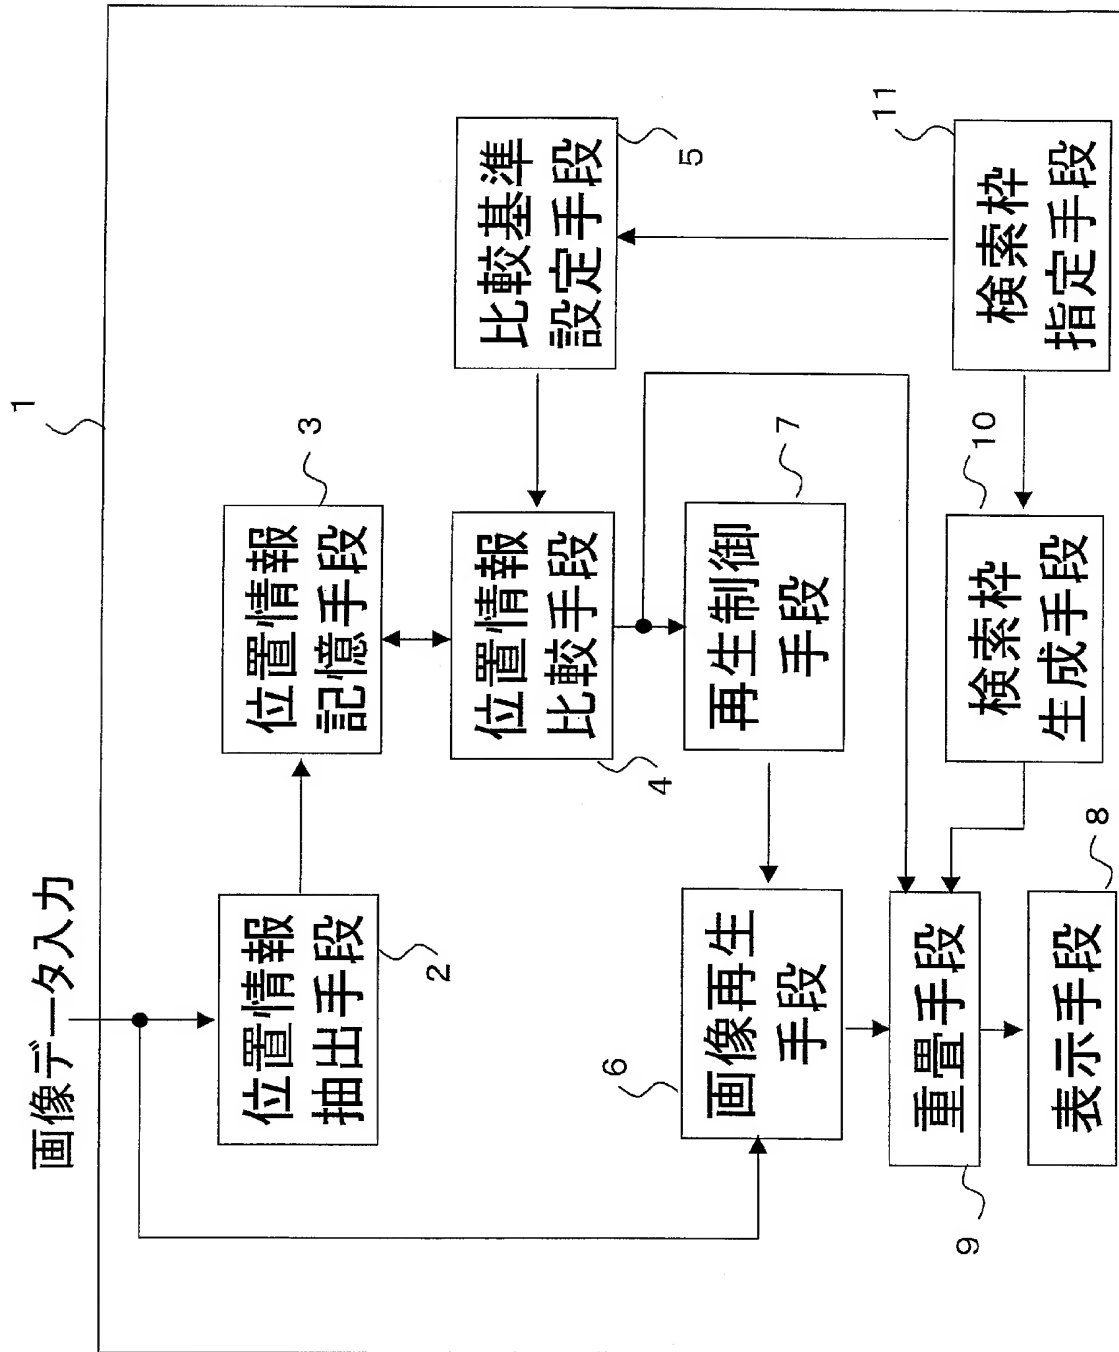 画像データ入力
1
位置情報
抽出手段
2
位置情報
記憶手段
3
位置情報
比較手段
4
比較基準
設定手段
5
画像再生
手段
6
再生制御
手段
7
重畳手段
9
表示手段
8
検索枠
生成手段
10
検索枠
指定手段
11